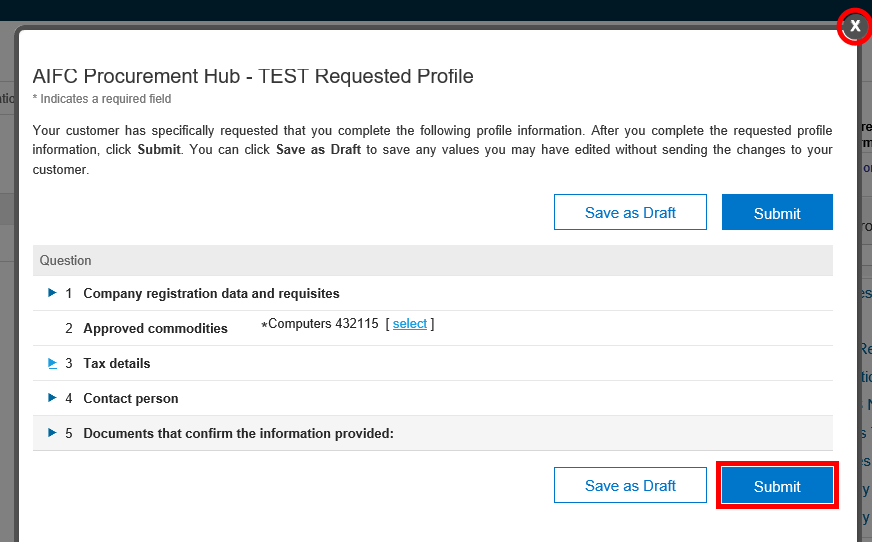 X
AIFC Procurement Hub - TEST Requested Profile
* Indicates a required field
Your customer has specifically requested that you complete the following profile information. After you complete the requested profile
information, click Submit. You can click Save as Draft to save any values you may have edited without sending the changes to your
customer.
Save as Draft Submit
Question
1 Company registration data and requisites
2 Approved commodities *Computers 432115 [ select ]
3 Tax details
4 Contact person
5 Documents that confirm the information provided:
Save as Draft Submit